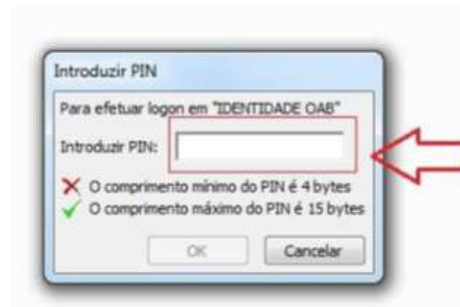 Introduzir PIN
Para efetuar logon em "IDENTIDADE OAB"
Introduzir PIN:
O comprimento mínimo do PIN é 4 bytes
O comprimento máximo do PIN é 15 bytes
OK Cancelar